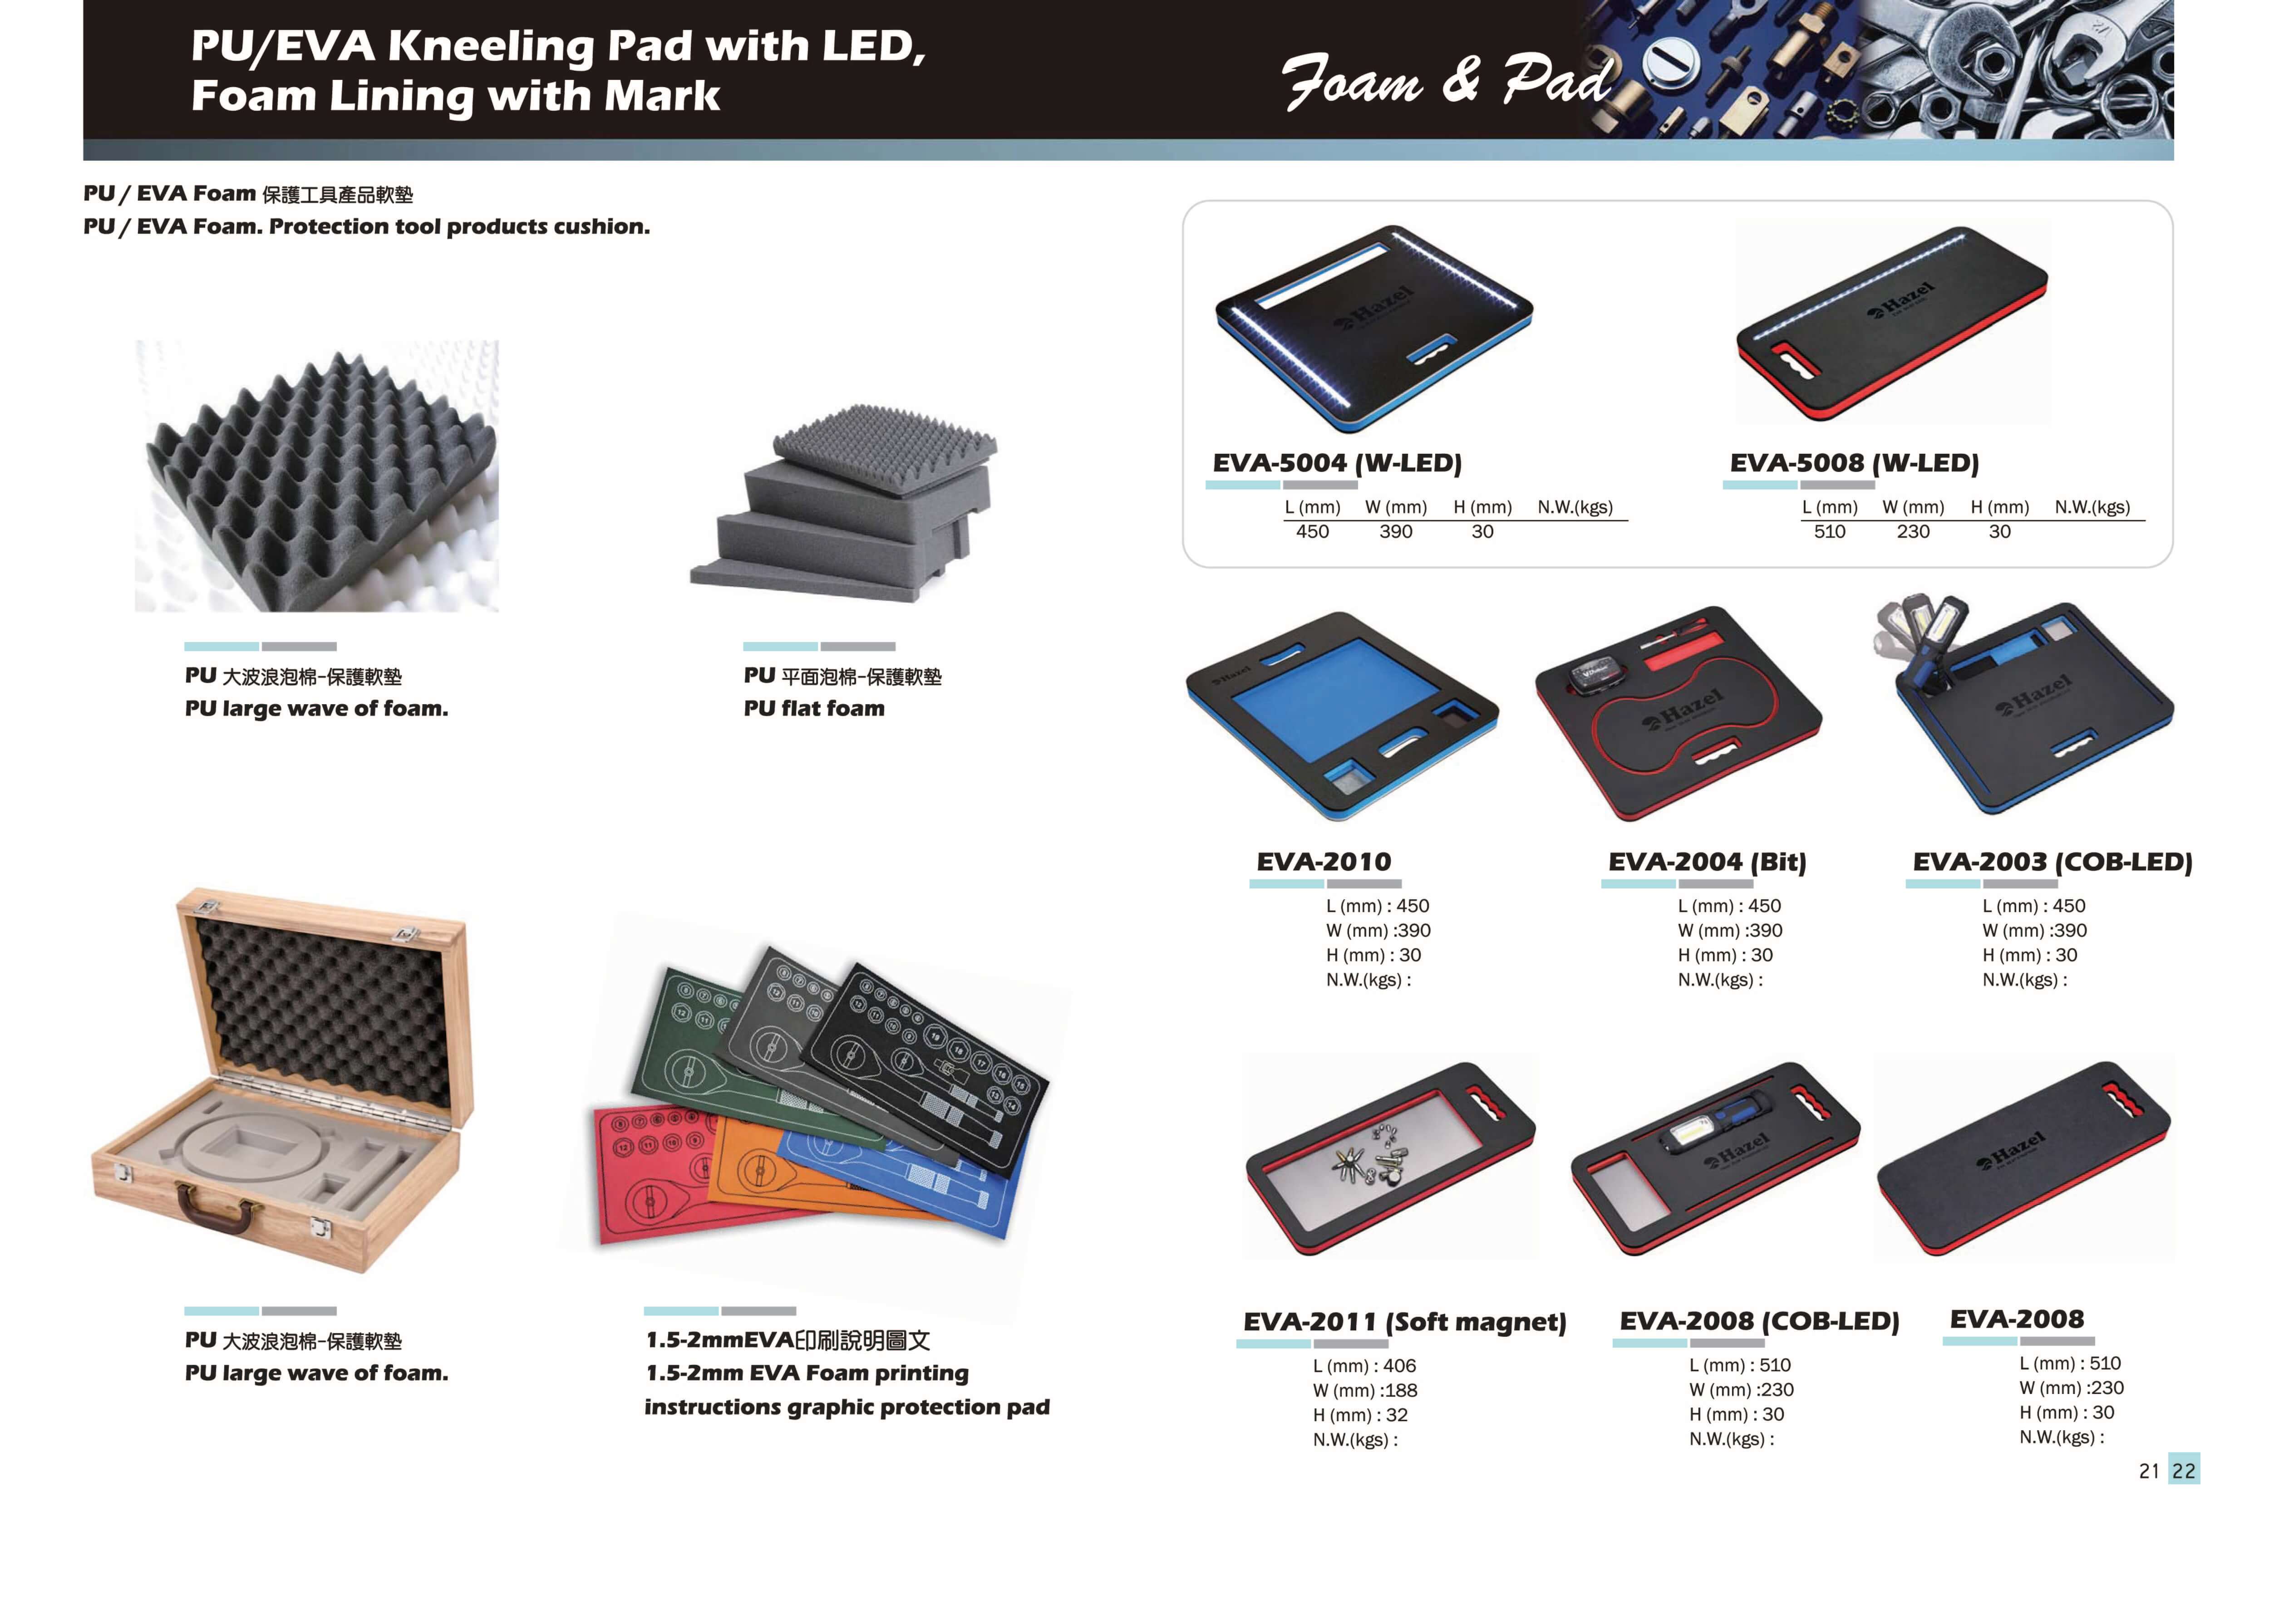 PU/EVA Kneeling Pad with LED,
Foam Lining with Mark
Foam & Pad
PU / EVA Foam 保護工具產品軟墊
PU / EVA Foam. Protection tool products cushion.
PU 大波浪泡棉-保護軟墊
PU large wave of foam.
PU 平面泡棉-保護軟墊
PU flat foam
PU 大波浪泡棉-保護軟墊
PU large wave of foam.
1.5-2mmEVA印刷說明圖文
1.5-2mm EVA Foam printing
instructions graphic protection pad
Hazel
Hazel
EVA-5004 (W-LED)
L (mm) W (mm) H (mm) N.W.(kgs)
450 390 30
EVA-5008 (W-LED)
L (mm) W (mm) H (mm) N.W.(kgs)
510 230 30
Hazel
Hazel
Hazel
EVA-2010
L (mm) : 450
W (mm) :390
H (mm) : 30
N.W.(kgs) :
EVA-2004 (Bit)
L (mm) : 450
W (mm) :390
H (mm) : 30
N.W.(kgs) :
EVA-2003 (COB-LED)
L (mm) : 450
W (mm) :390
H (mm) : 30
N.W.(kgs) :
Hazel
Hazel
EVA-2011 (Soft magnet)
L (mm) : 406
W (mm) :188
H (mm) : 32
N.W.(kgs) :
EVA-2008 (COB-LED)
L (mm) : 510
W (mm) :230
H (mm) : 30
N.W.(kgs) :
EVA-2008
L (mm) : 510
W (mm) :230
H (mm) : 30
N.W.(kgs) :
21 22